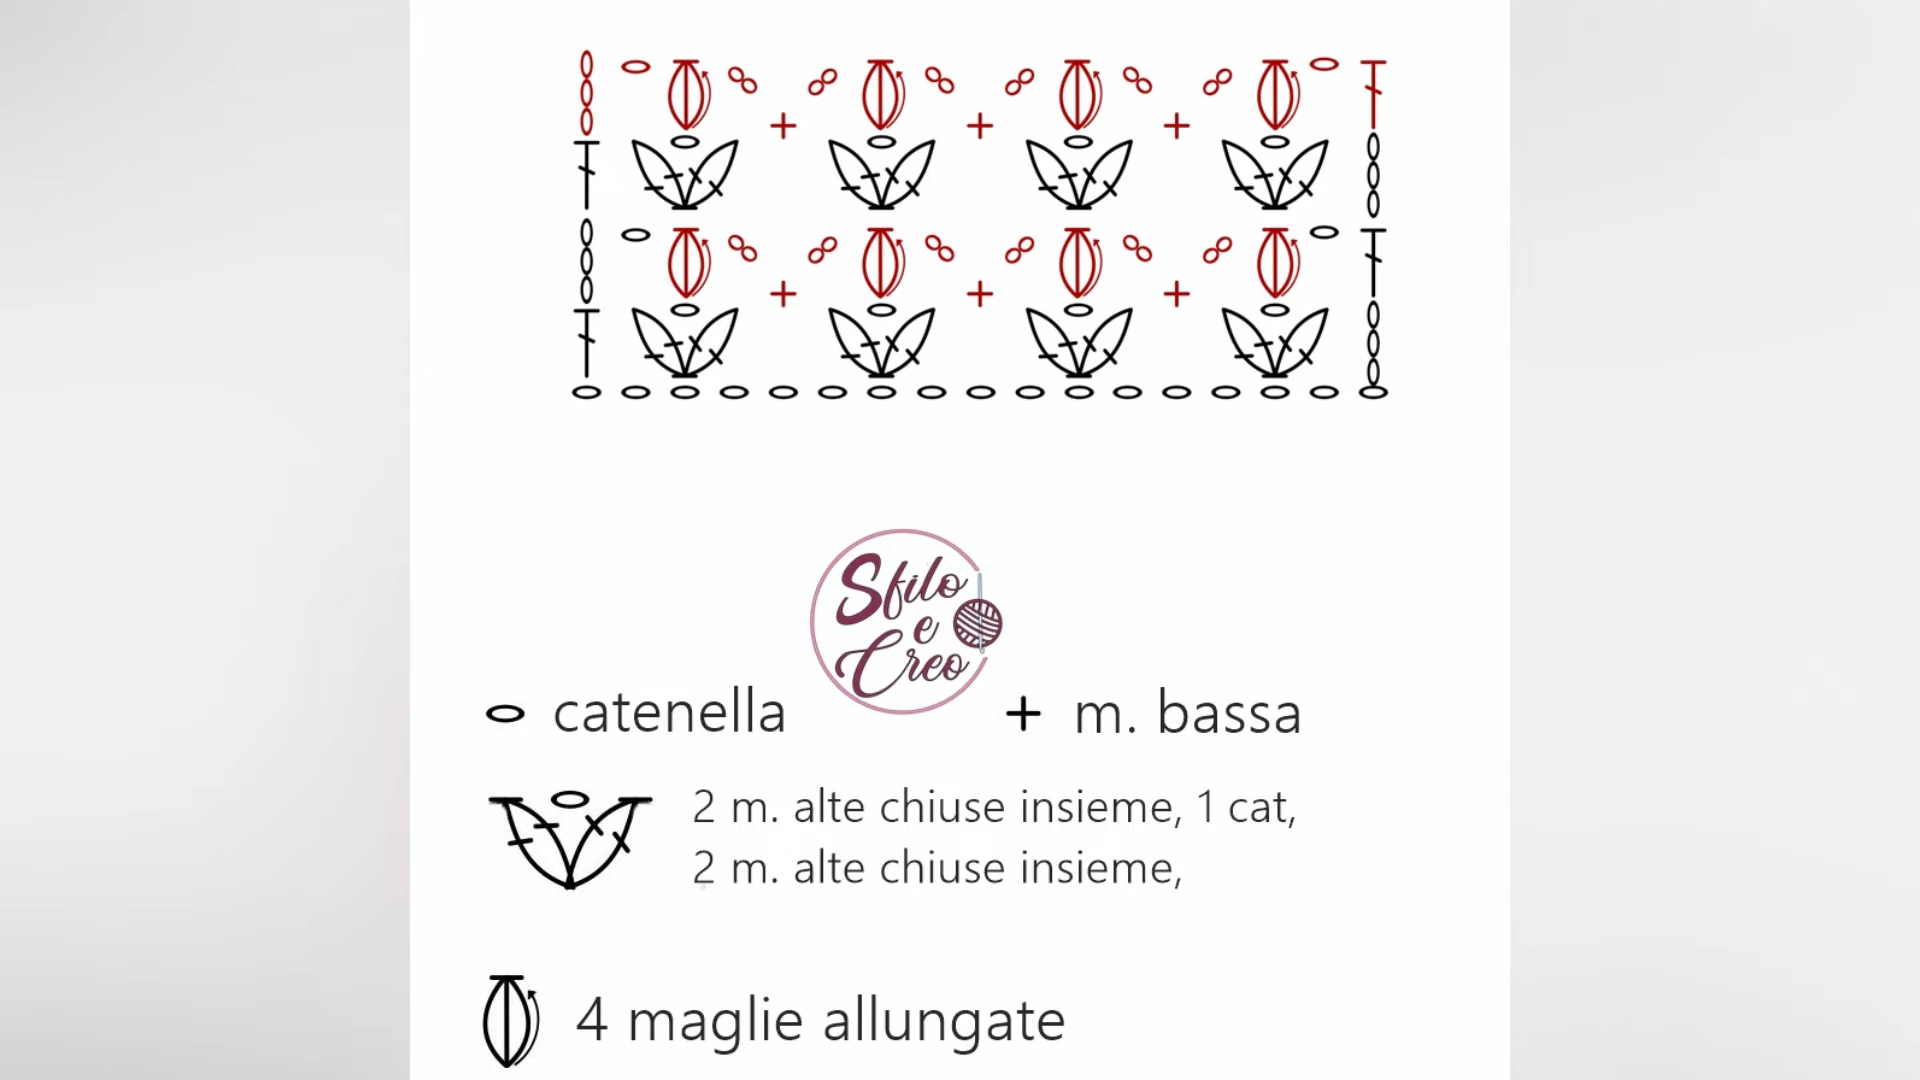 Sfilo
e
Creo
catenella
m. bassa
2 m. alte chiuse insieme, 1 cat,
2 m. alte chiuse insieme,
4 maglie allungate